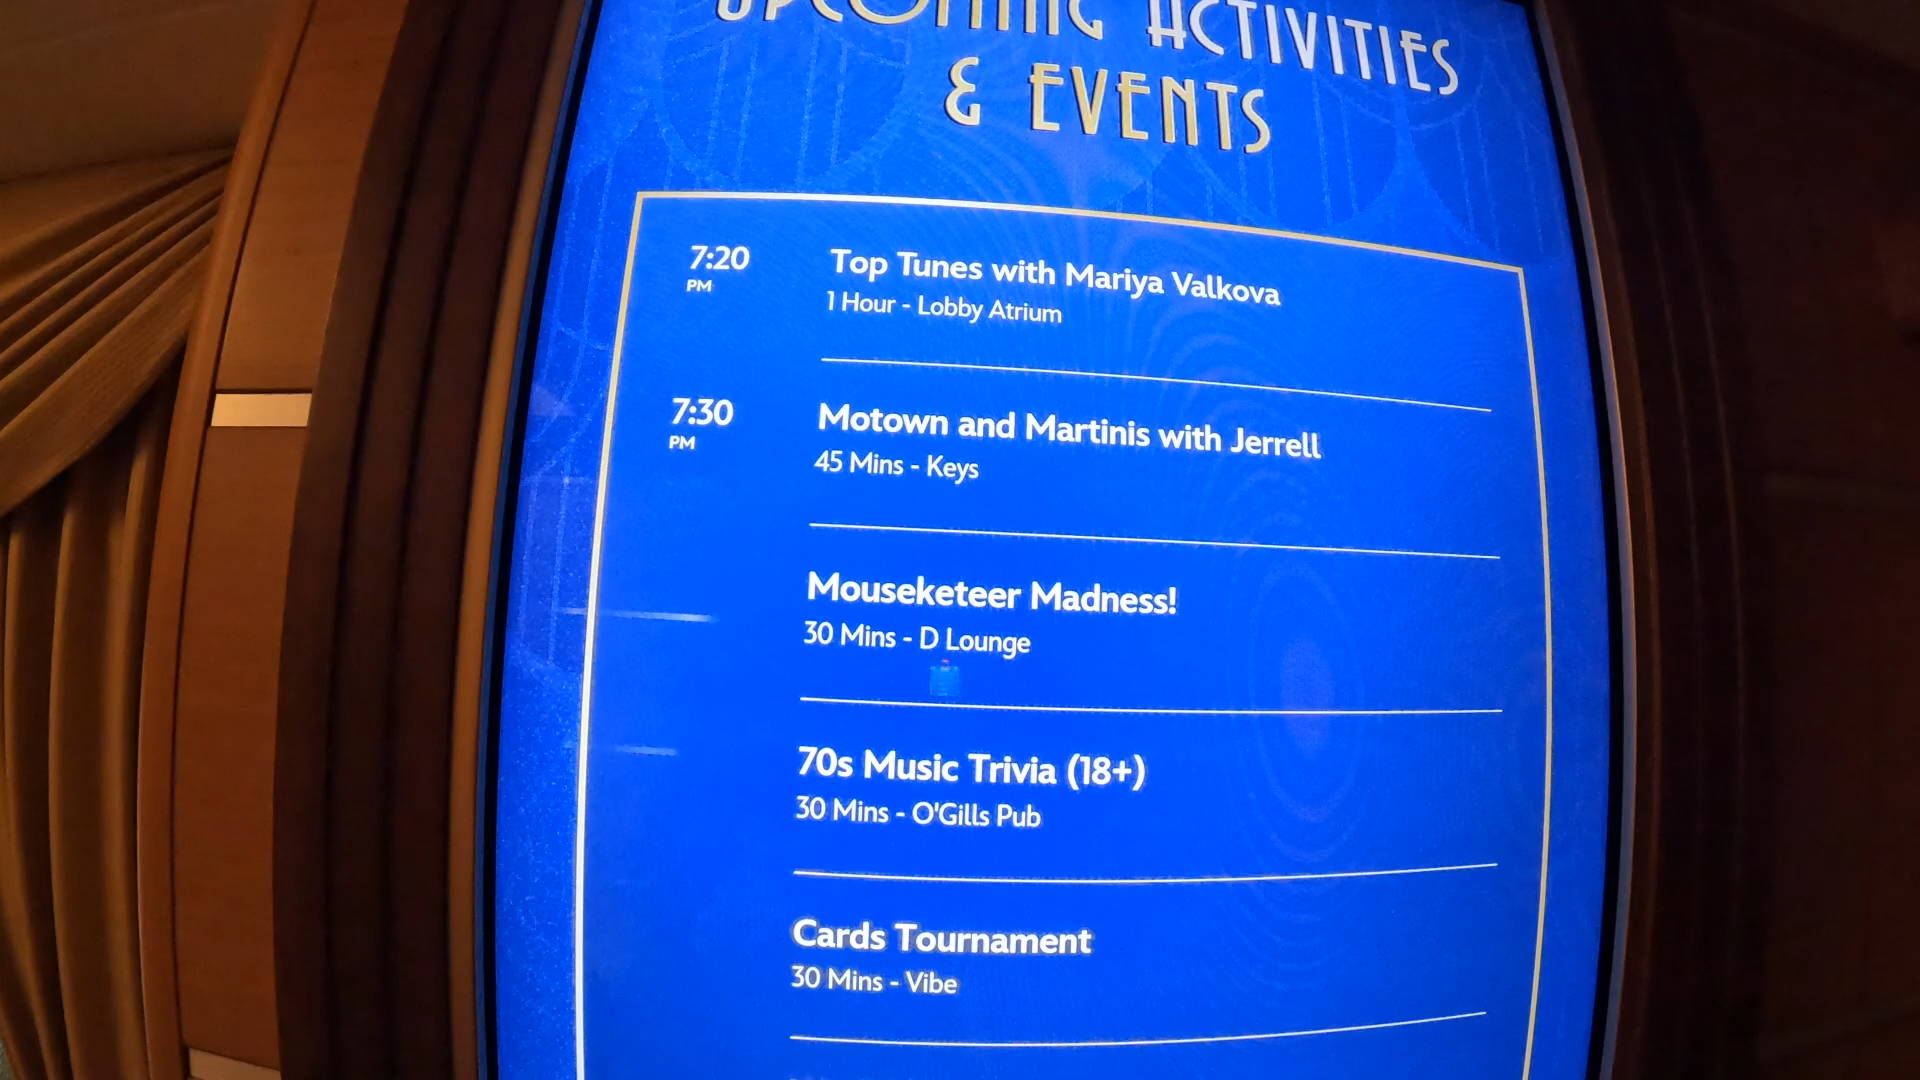 UPCOMING ACTIVITIES
& EVENTS
7:20
PM
Top Tunes with Mariya Valkova
1 Hour - Lobby Atrium
7:30
PM
Motown and Martinis with Jerrell
45 Mins - Keys
Mouseketeer Madness!
30 Mins - D Lounge
70s Music Trivia (18+)
30 Mins - O'Gills Pub
Cards Tournament
30 Mins - Vibe